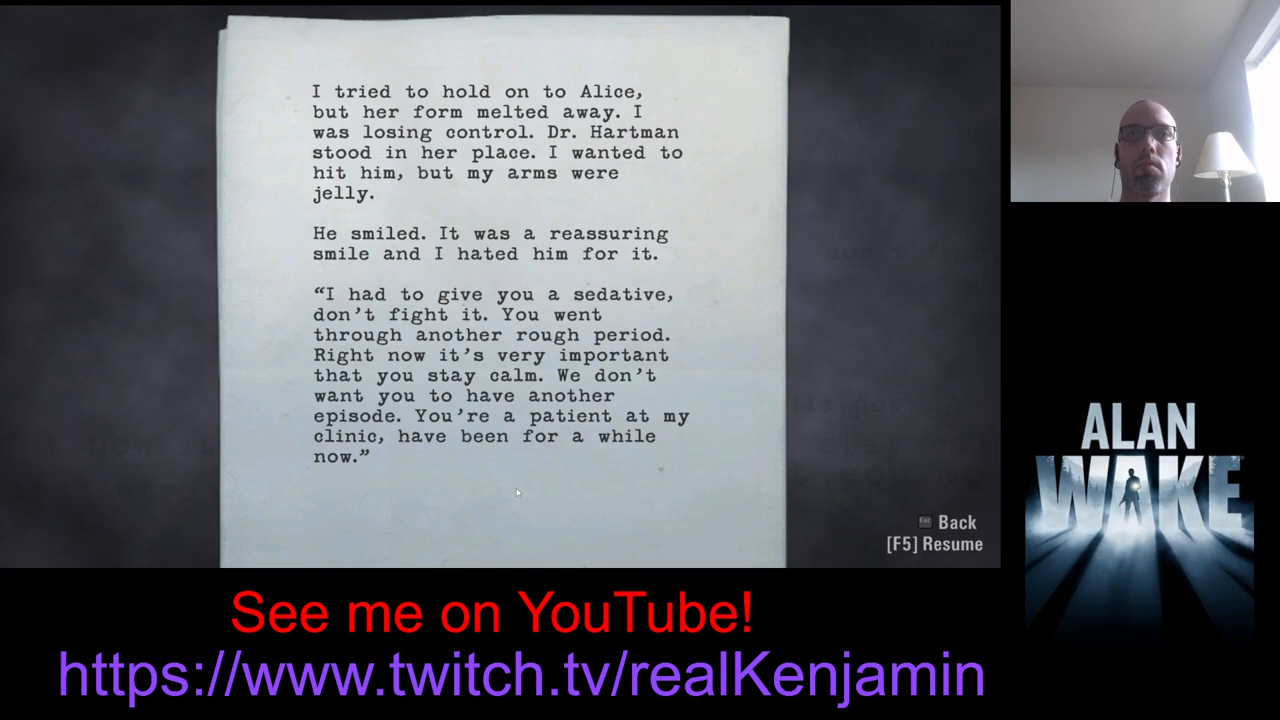 I tried to hold on to Alice,
but her form melted away. I
was losing control. Dr. Hartman
stood in her place. I wanted to
hit him, but my arms were
jelly.
He smiled. It was a reassuring
smile and I hated him for it.
“I had to give you a sedative,
don’t fight it. You went
through another rough period.
Right now it’s very important
that you stay calm. We don’t
want you to have another
episode. You’re a patient at my
clinic, have been for a while
now.”
Esc Back
[F5] Resume
ALAN
WAKE
See me on YouTube!
https://www.twitch.tv/realKenjamin